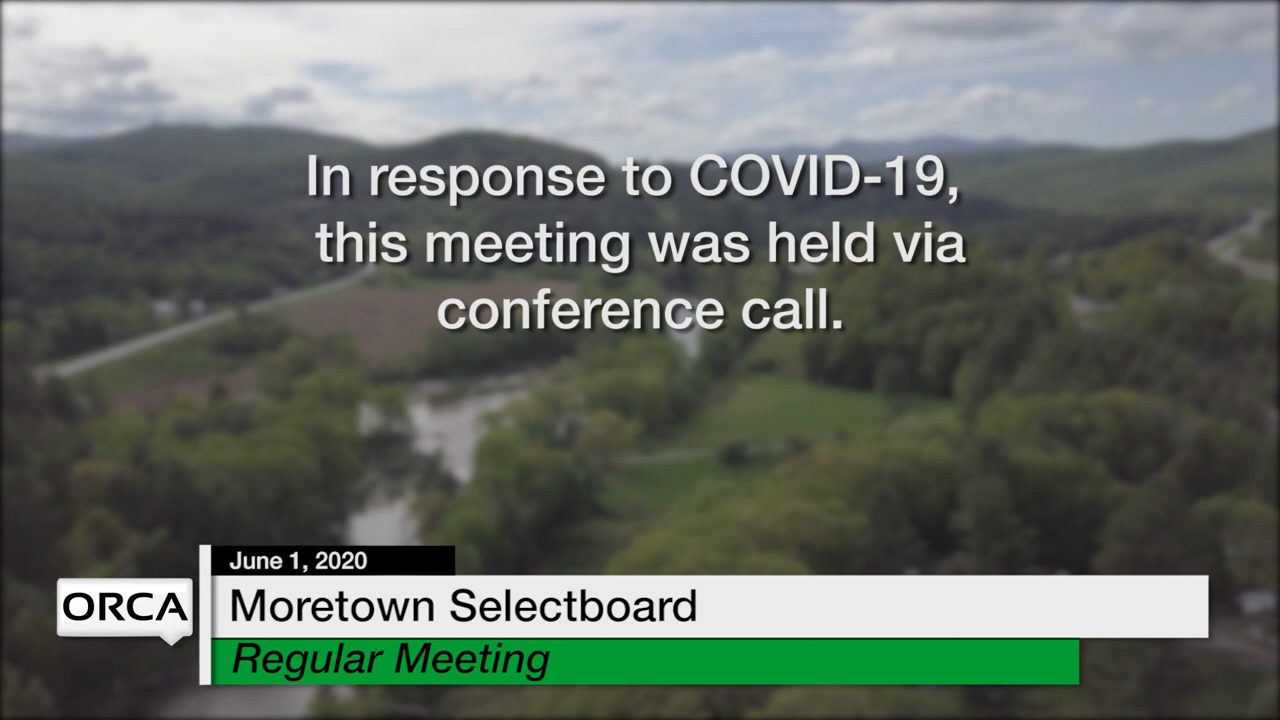 In response to COVID-19,
this meeting was held via
conference call.
June 1, 2020
ORCA
Moretown Selectboard
Regular Meeting